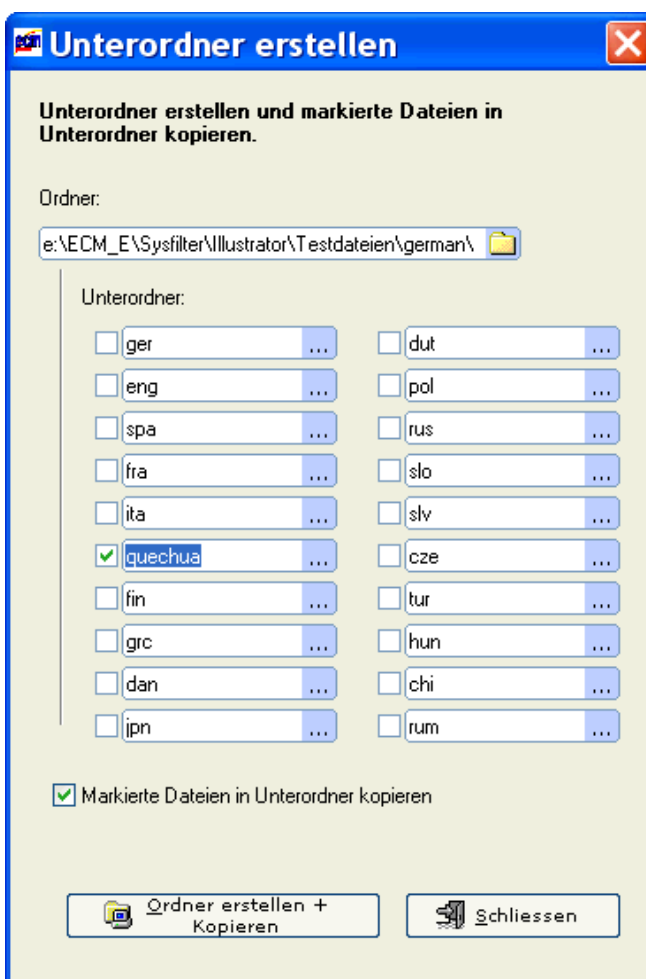 ecm
Unterordner erstellen
Unterordner erstellen und markierte Dateien in
Unterordner kopieren.
Ordner:
e:\ECM_E\Sysfilter\Illustrator\Testdateien\german\
Unterordner:
ger ...
eng ...
spa ...
fra ...
ita ...
quechua ...
fin ...
grc ...
dan ...
jpn ...
dut ...
pol ...
rus ...
slo ...
slv ...
cze ...
tur ...
hun ...
chi ...
rum ...
Markierte Dateien in Unterordner kopieren
Ordner erstellen +
Kopieren
Schliessen